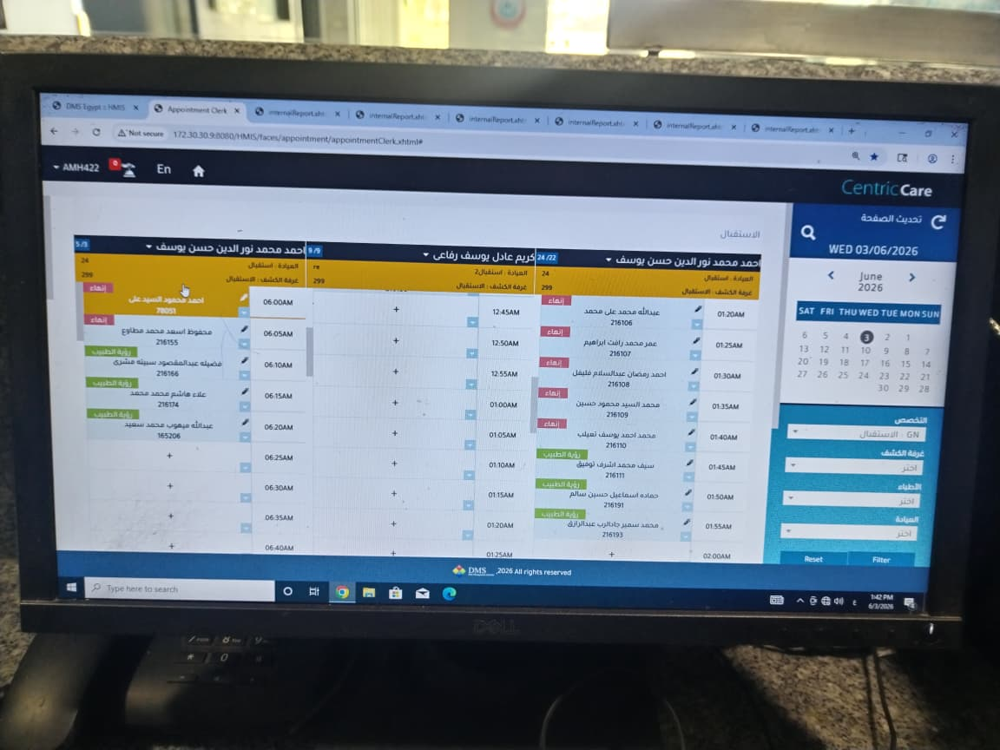 DMS Egypt :: HMIS
Appointment Clerk
internalReport.xht
internalReport.xht
internalReport.xht
internalReport.xht
internalReport.xht
internalReport.xht
Not secure
172.30.30.9:8080/HMIS/faces/appointment/appointmentClerk.xhtml#
AMH422
0
En
CentricCare
تحديث الصفحة
WED 03/06/2026
June
2026
SAT FRI THU WED TUE MON SUN
6 5 4 3 2 1
13 12 11 10 9 8 7
20 19 18 17 16 15 14
27 26 25 24 23 22 21
30 29 28
التخصص
GN - الاستقبال
غرفة الكشف
اختر
الأطباء
اختر
العيادة
اختر
Reset
Filter
الاستقبال
احمد محمد نور الدين حسن يوسف
24 /22
العيادة : استقبال
24
غرفة الكشف : الاستقبال
299
01:20AM
إنهاء
عبدالله محمد على محمد
216106
01:25AM
إنهاء
عمر محمد رافت ابراهيم
216107
01:30AM
إنهاء
احمد رمضان عبدالسلام فليفل
216108
01:35AM
إنهاء
محمد السيد محمود حسين
216109
01:40AM
إنهاء
محمد احمد يوسف تعيلب
216110
01:45AM
رؤية الطبيب
سيف محمد اشرف توفيق
216111
01:50AM
رؤية الطبيب
حماده اسماعيل حسين سالم
216191
01:55AM
رؤية الطبيب
محمد سمير جادالرب عبدالرازق
216193
02:00AM
+
كريم عادل يوسف رفاعى
9 /9
العيادة : استقبال2
re
غرفة الكشف : الاستقبال
299
12:45AM
+
12:50AM
+
12:55AM
+
01:00AM
+
01:05AM
+
01:10AM
+
01:15AM
+
01:20AM
+
01:25AM
+
احمد محمد نور الدين حسن يوسف
5 /3
العيادة : استقبال
24
غرفة الكشف : الاستقبال
299
06:00AM
إنهاء
احمد محمود السيد على
78051
06:05AM
إنهاء
محفوظ اسعد محمد مطاوع
216155
06:10AM
رؤية الطبيب
فضيله عبدالمقصود سبيته مشرى
216166
06:15AM
رؤية الطبيب
علاء هاشم محمد محمد
216174
06:20AM
رؤية الطبيب
عبدالله ميهوب محمد سعيد
165206
06:25AM
+
06:30AM
+
06:35AM
+
06:40AM
+
DMS ,2026 All rights reserved
Type here to search
ع
1:42 PM
6/3/2026
DELL